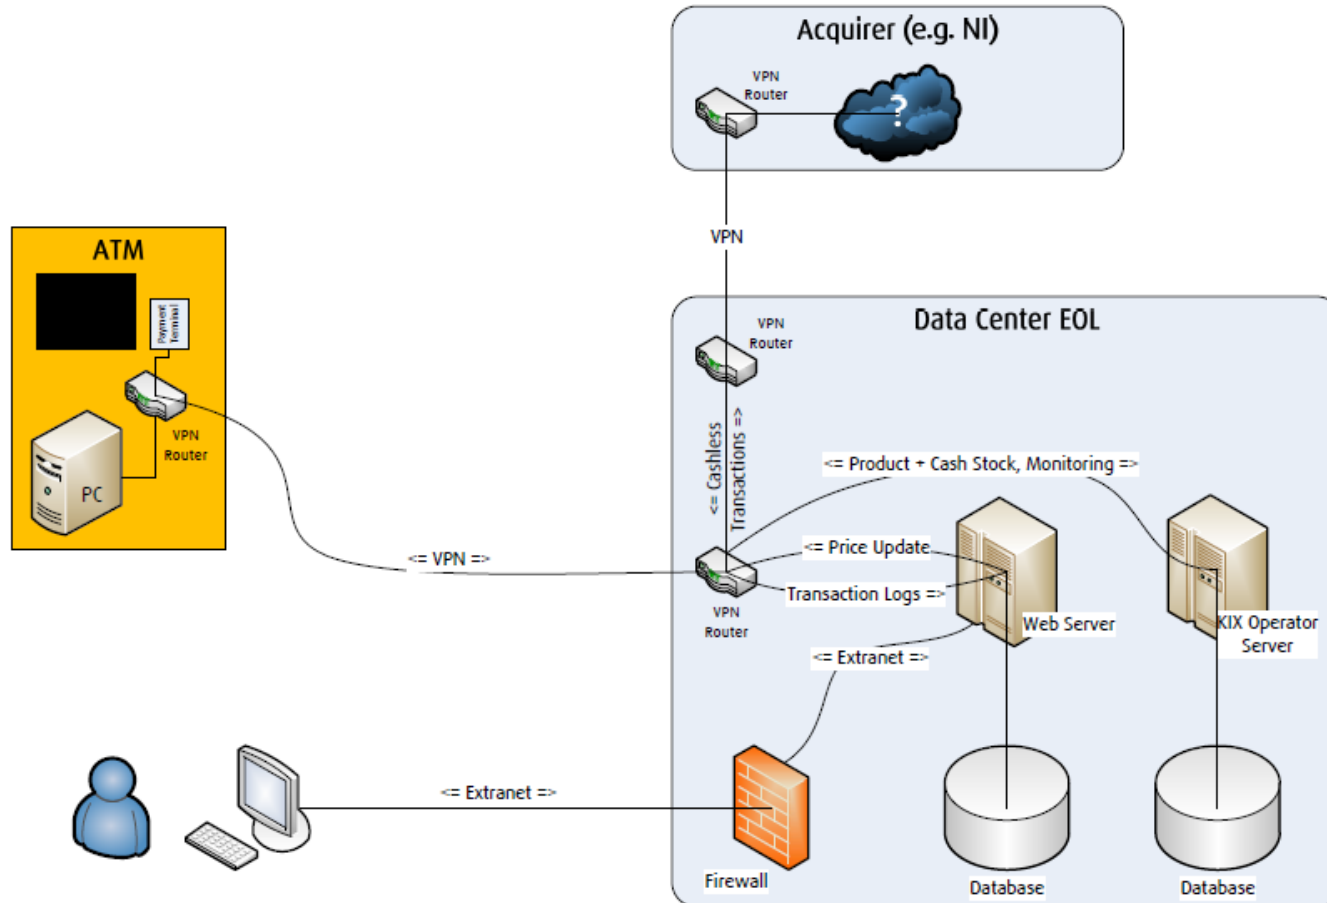 Acquirer (e.g. NI)
VPN
Router
?
VPN
ATM
Payment
Terminal
VPN
Router
PC
<= VPN =>
Data Center EOL
VPN
Router
<= Cashless
Transactions =>
<= Product + Cash Stock, Monitoring =>
<= Price Update
Transaction Logs =>
VPN
Router
Web Server
KIX Operator
Server
<= Extranet =>
<= Extranet =>
Firewall
Database
Database